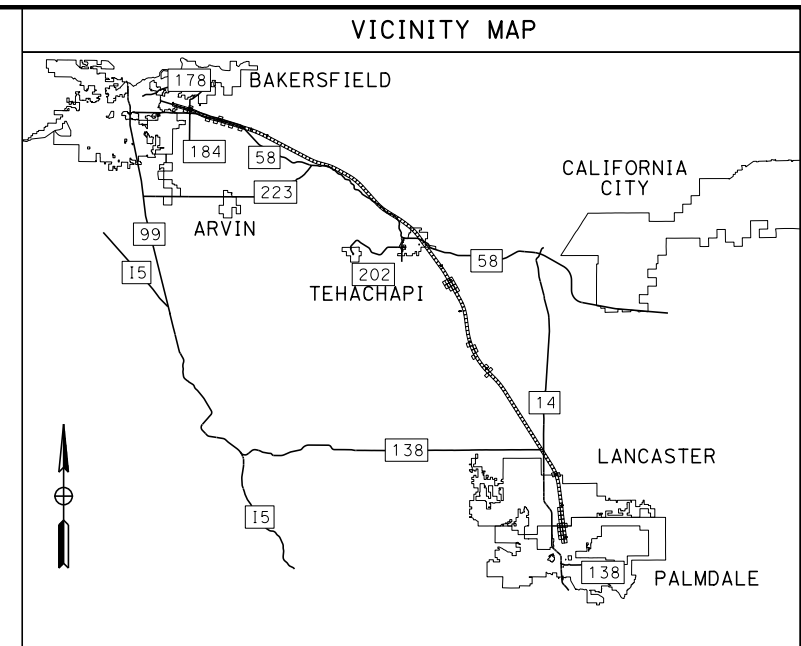 VICINITY MAP
178
BAKERSFIELD
184
58
223
CALIFORNIA
CITY
ARVIN
99
I5
58
202
TEHACHAPI
14
138
LANCASTER
I5
138
PALMDALE